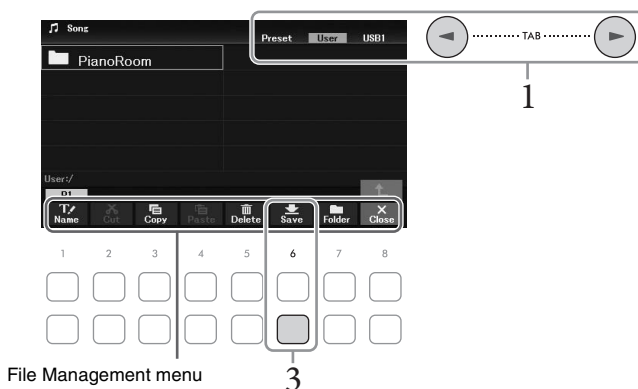 Song
Preset User USB1
TAB
1
PianoRoom
User:/
P1
Name Cut Copy Paste Delete Save Folder Close
1 2 3 4 5 6 7 8
File Management menu
3